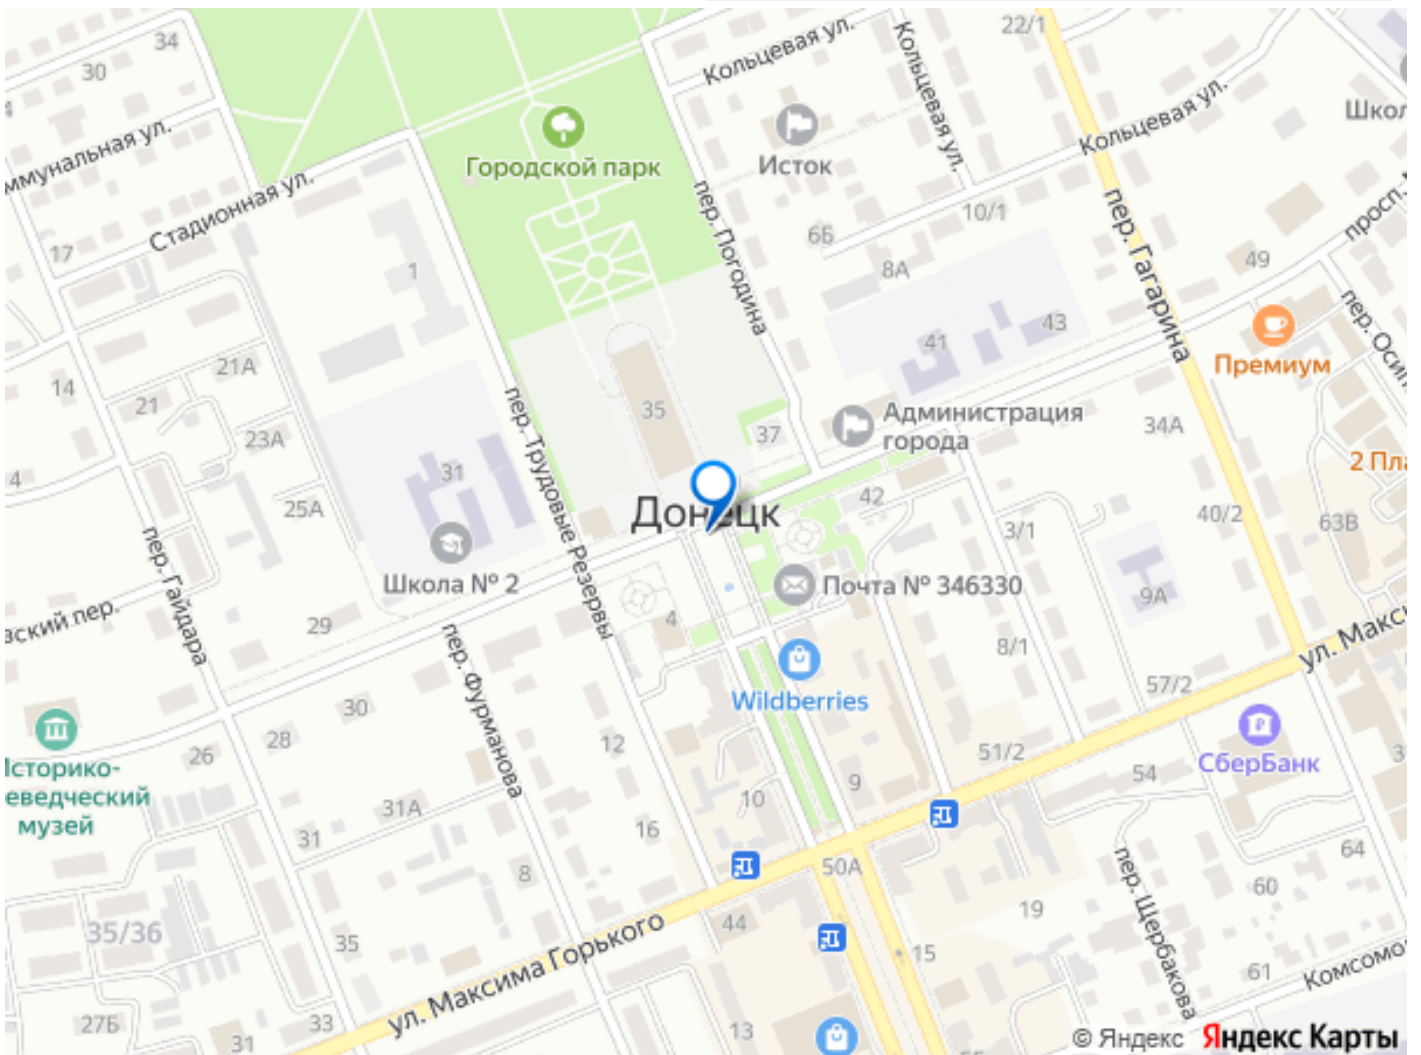 34
30
22/1
Кольцевая ул.
Кольцевая ул.
Школ
Городской парк
Исток
Кольцевая ул.
ммунальная ул.
Стадионная ул.
пер. Погодина
пер. Гагарина
просп.
17
1
6Б
10/1
8А
49
43
41
Премиум
пер. Осип
21А
14
21
35
37
Администрация
города
34А
23А
пер. Трудовые Резервы
31
4
25А
Донецк
42
3/1
40/2
63В
2 Пла
Школа № 2
Почта № 346330
9А
вский пер.
пер. Гайдара
29
4
8/1
ул. Макс
пер. Фурманова
Wildberries
57/2
30
28
26
12
51/2
СберБанк
54
3
Историко-
еведческий
музей
31А
10
9
31
16
50А
64
8
60
пер. Щербакова
35/36
35
44
19
15
61
Комсомо
ул. Максима Горького
27Б
33
31
13
© Яндекс Яндекс Карты